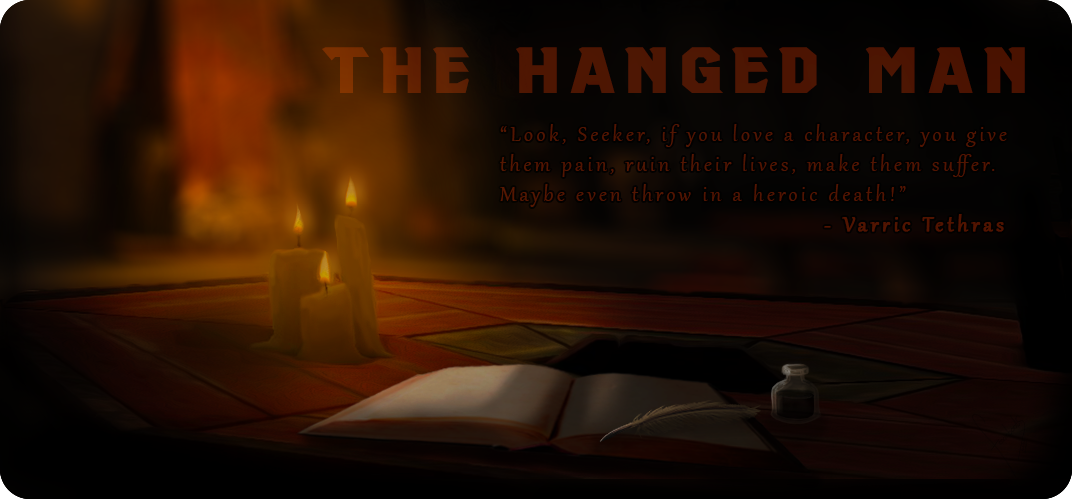 THE HANGED MAN
“Look, Seeker, if you love a character, you give
them pain, ruin their lives, make them suffer.
Maybe even throw in a heroic death!”
- Varric Tethras